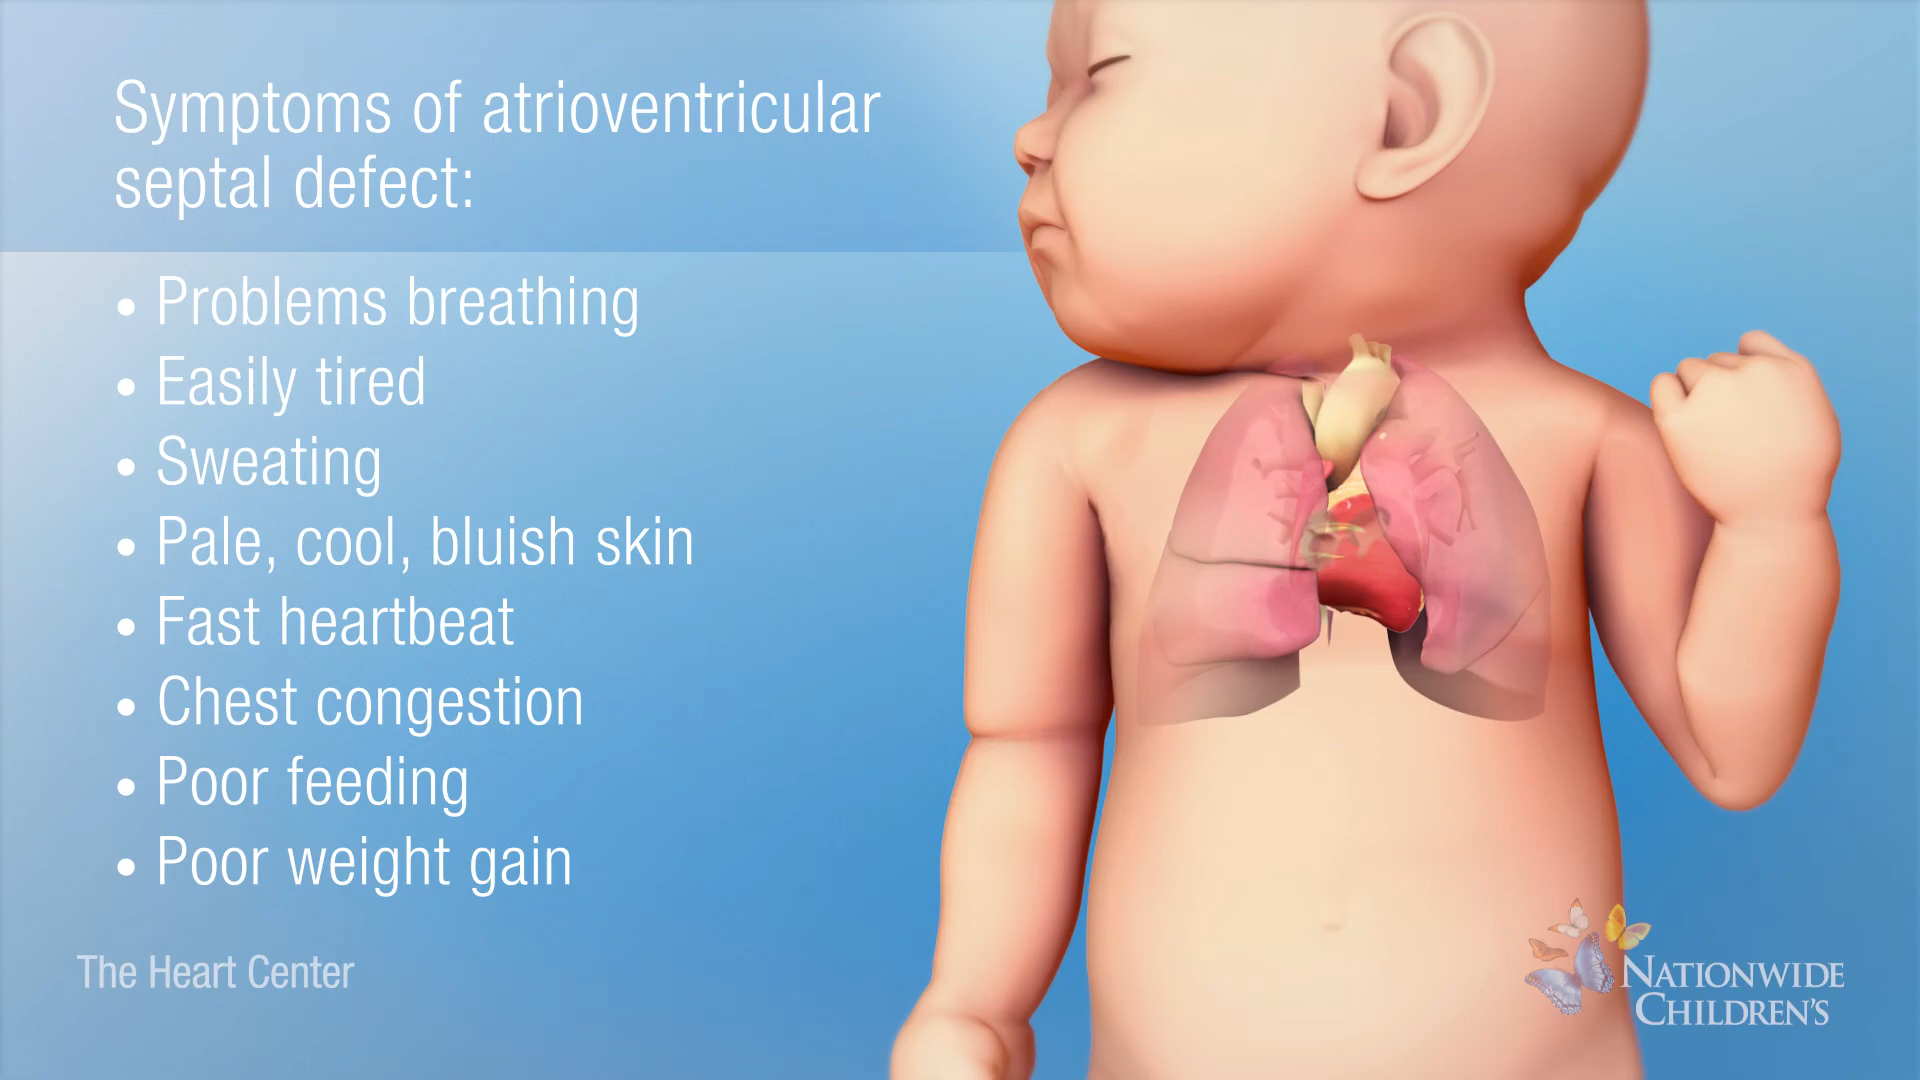 Symptoms of atrioventricular
septal defect:
• Problems breathing
• Easily tired
• Sweating
• Pale, cool, bluish skin
• Fast heartbeat
• Chest congestion
• Poor feeding
• Poor weight gain
The Heart Center
NATIONWIDE
CHILDREN'S